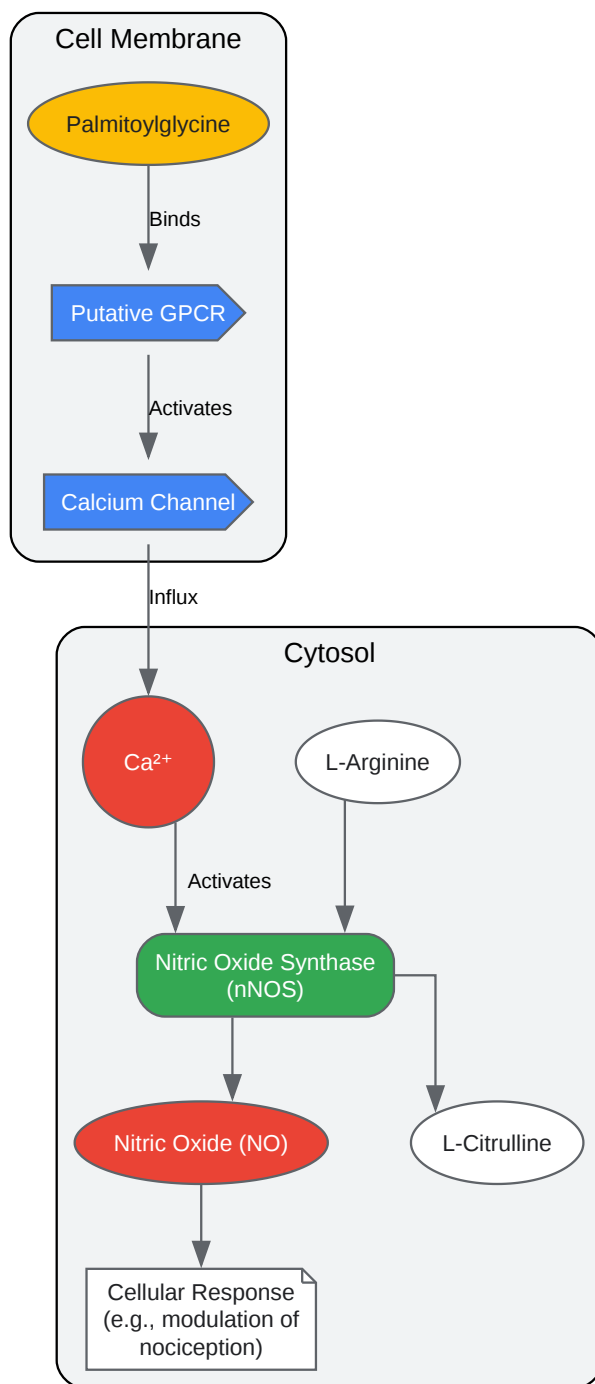 Cell Membrane
Palmitoylglycine
Binds
Putative GPCR
Activates
Calcium Channel
Influx
Cytosol
Ca²⁺
L-Arginine
Activates
Nitric Oxide Synthase
(nNOS)
Nitric Oxide (NO)
L-Citrulline
Cellular Response
(e.g., modulation of
nociception)